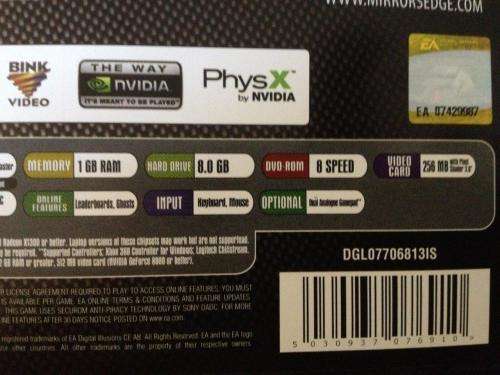 WWW.MIRRORSEDGE.COM
BINK
VIDEO
THE WAY
NVIDIA
IT'S MEANT TO BE PLAYED
PhysX
by NVIDIA
EA
EA 07429987
MEMORY 1 GB RAM HARD DRIVE 8.0 GB DVD-ROM 8 SPEED VIDEO CARD 256 MB with Pixel Shader 3.0
ONLINE FEATURES Leaderboards, Ghosts INPUT Keyboard, Mouse OPTIONAL Dual Analogue Gamepad
Radeon X1300 or better. Laptop versions of these chipsets may work but are not supported.
Supported Controllers: Xbox 360 Controller for Windows; Logitech Chillstream.
2 GB RAM or greater, 512 MB video card (NVIDIA GeForce 8800 or better).
DGL07706813IS
LICENSE AGREEMENT REQUIRED TO PLAY TO ACCESS ONLINE FEATURES. YOU MUST
IS AVAILABLE PER GAME. EA ONLINE TERMS & CONDITIONS AND FEATURE UPDATES
THIS GAME USES SECUROM ANTI-PIRACY TECHNOLOGY BY SONY DADC. FOR MORE
FEATURES AFTER 30 DAYS NOTICE POSTED ON www.ea.com.
registered trademarks of EA Digital Illusions CE AB. All Rights Reserved. EA and the EA logo
or other countries. All other trademarks are the property of their respective owners
5 030937 076910 >